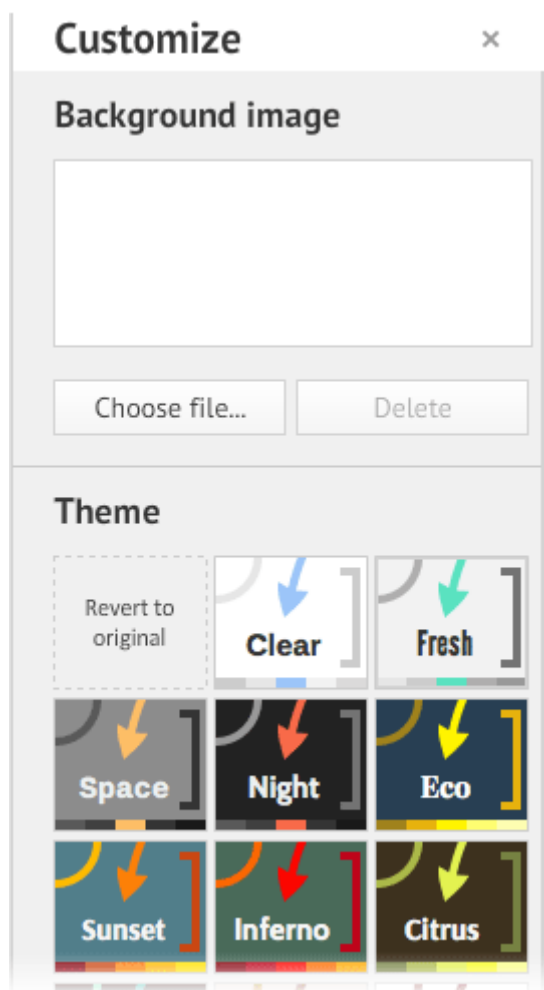 Customize ×
Background image
Choose file... Delete
Theme
Revert to
original
Clear
Fresh
Space
Night
Eco
Sunset
Inferno
Citrus